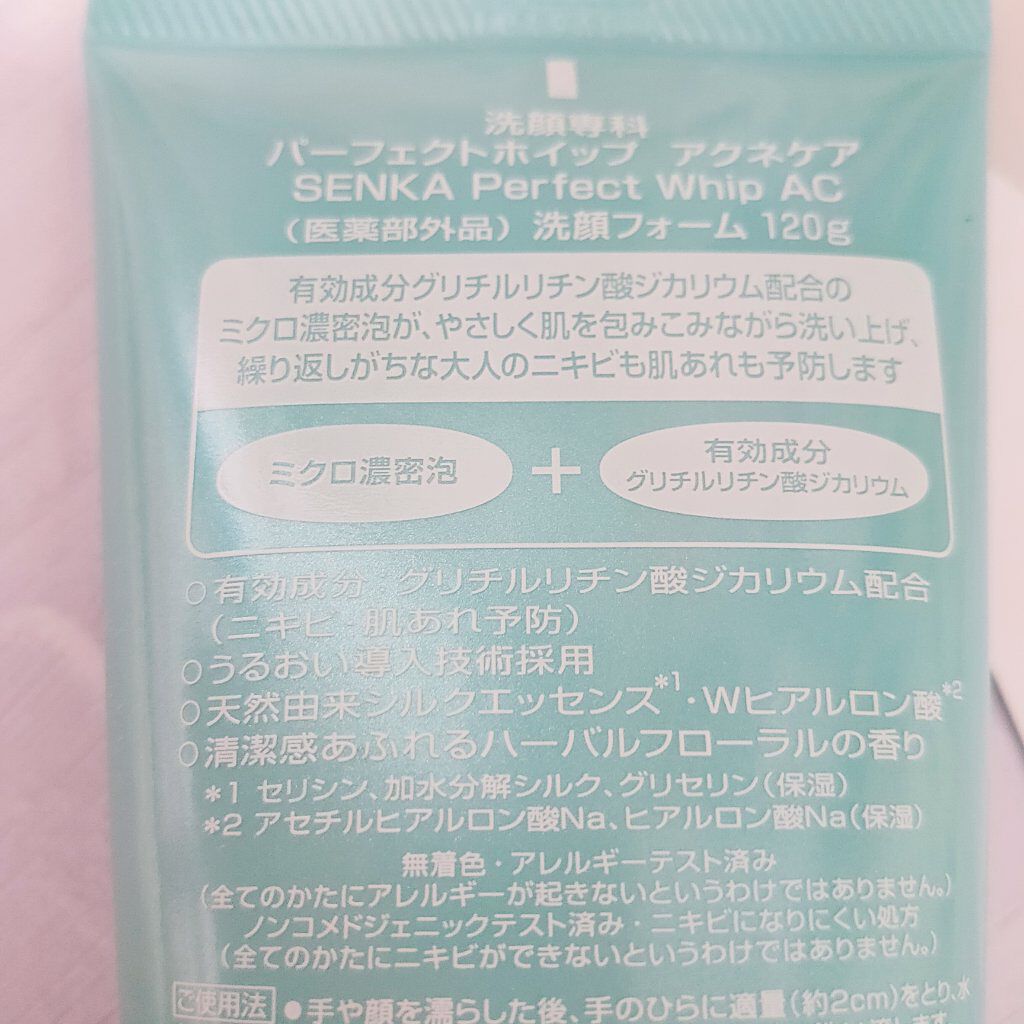 洗顔専科
パーフェクトホイップ アクネケア
SENKA Perfect Whip AC
(医薬部外品) 洗顔フォーム 120g
有効成分グリチルリチン酸ジカリウム配合の
ミクロ濃密泡が、やさしく肌を包みこみながら洗い上げ、
繰り返しがちな大人のニキビも肌あれも予防します
ミクロ濃密泡
+
有効成分
グリチルリチン酸ジカリウム
○有効成分 グリチルリチン酸ジカリウム配合
(ニキビ 肌あれ予防)
○うるおい導入技術採用
○天然由来シルクエッセンス*1・Wヒアルロン酸*2
○清潔感あふれるハーバルフローラルの香り
*1 セリシン、加水分解シルク、グリセリン(保湿)
*2 アセチルヒアルロン酸Na、ヒアルロン酸Na(保湿)
無着色・アレルギーテスト済み
(全てのかたにアレルギーが起きないというわけではありません。)
ノンコメドジェニックテスト済み・ニキビになりにくい処方
(全てのかたにニキビができないというわけではありません。)
ご使用法 ●手や顔を濡らした後、手のひらに適量(約2cm)をとり、水